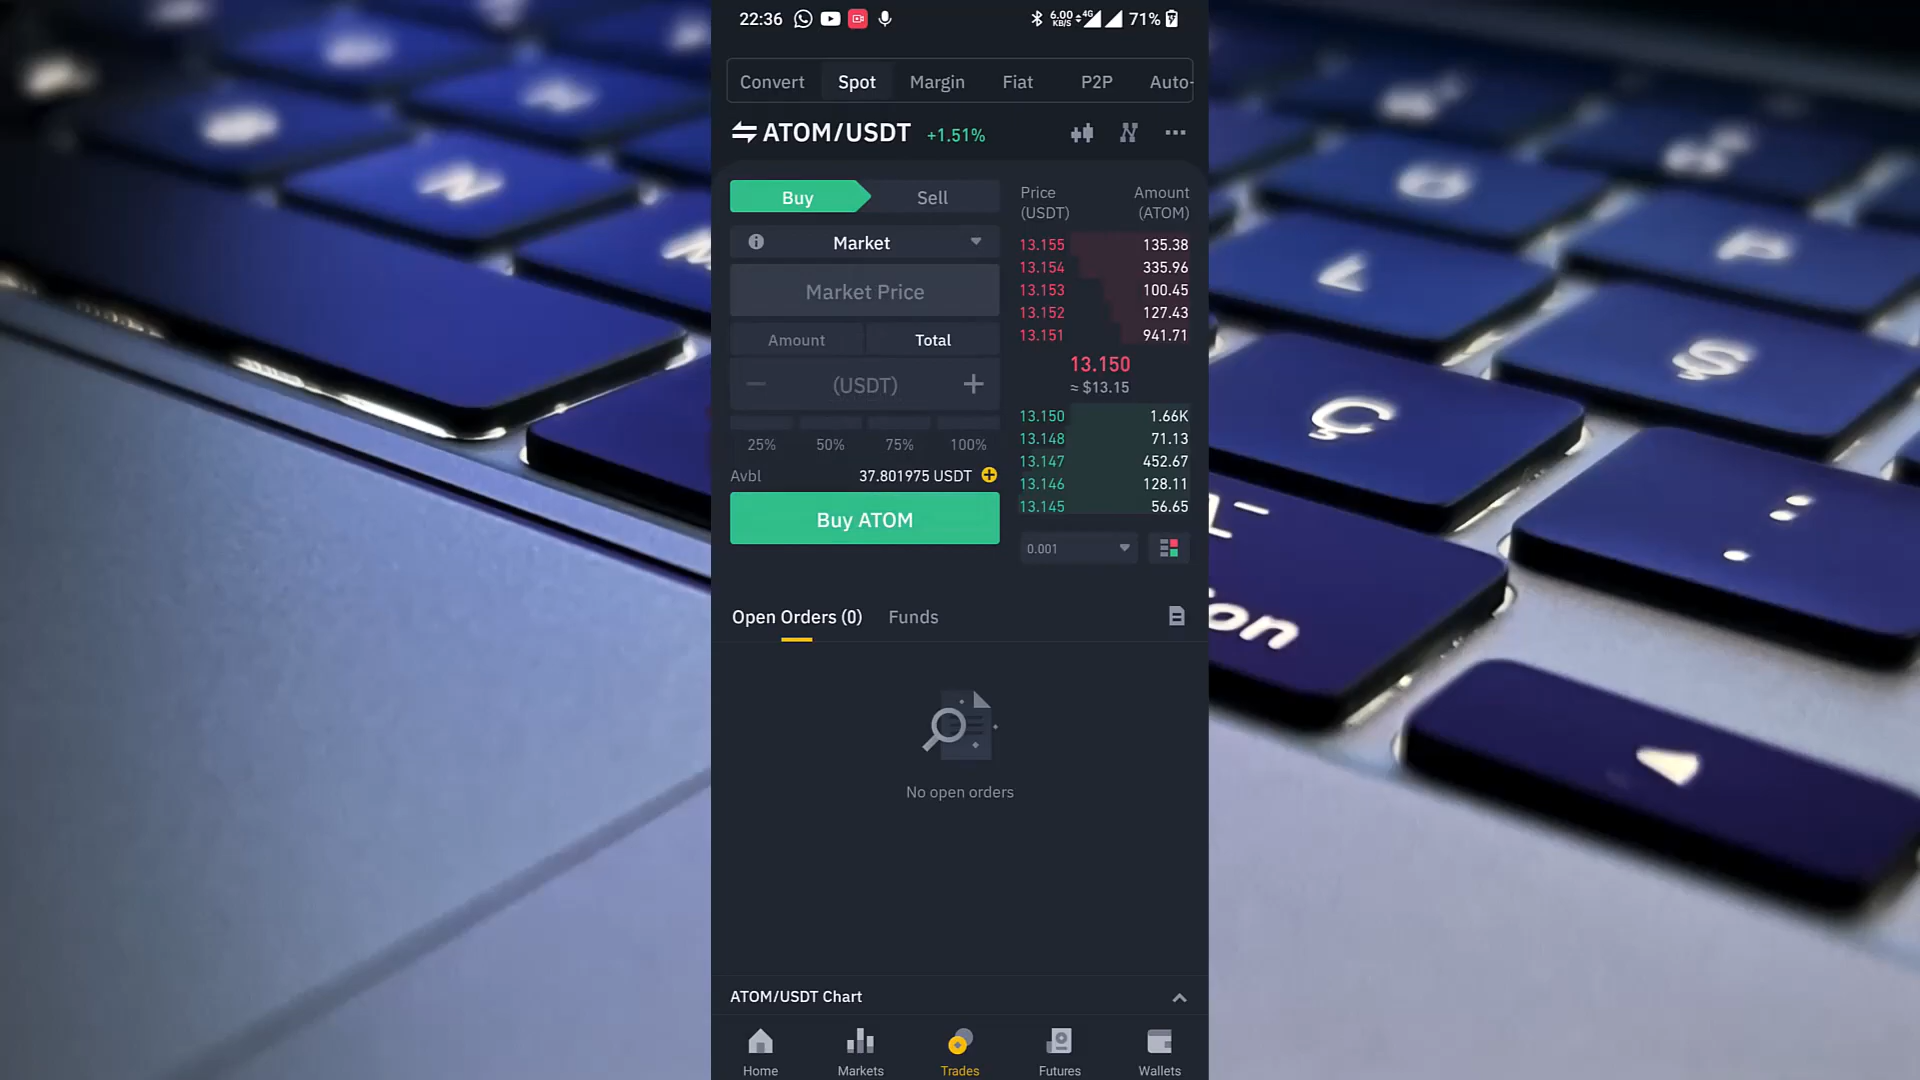 22:36 6.00 KB/S 4G 71%
Convert Spot Margin Fiat P2P Auto-
ATOM/USDT +1.51%
Buy Sell
Market
Market Price
Amount Total
(USDT)
25% 50% 75% 100%
Avbl 37.801975 USDT
Buy ATOM
Price Amount
(USDT) (ATOM)
13.155 135.38
13.154 335.96
13.153 100.45
13.152 127.43
13.151 941.71
13.150
≈ $13.15
13.150 1.66K
13.148 71.13
13.147 452.67
13.146 128.11
13.145 56.65
0.001
Open Orders (0) Funds
No open orders
ATOM/USDT Chart
Home Markets Trades Futures Wallets
N
M
Ö
L
P
Ç
Ş
:
.